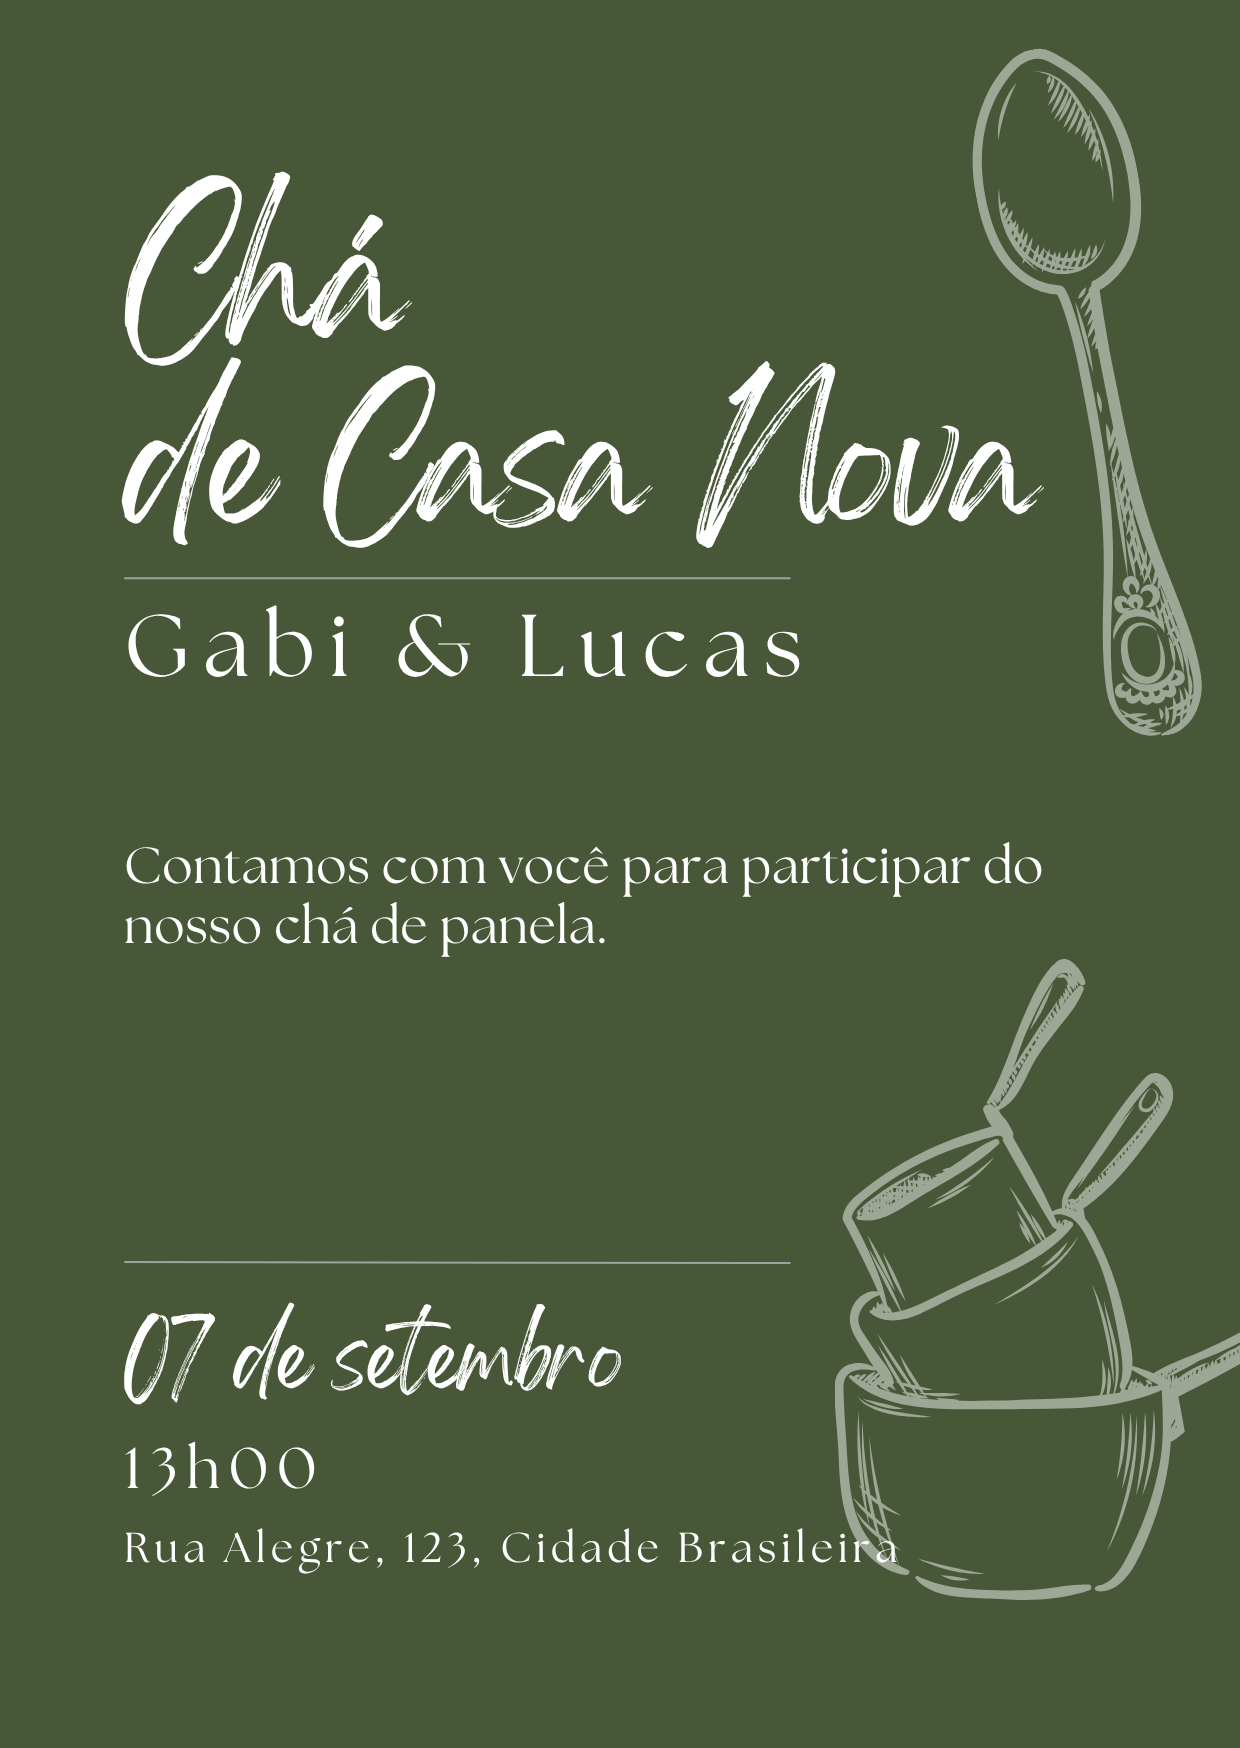 Chá
de Casa Nova
Gabi & Lucas
Contamos com você para participar do
nosso chá de panela.
07 de setembro
13h00
Rua Alegre, 123, Cidade Brasileira